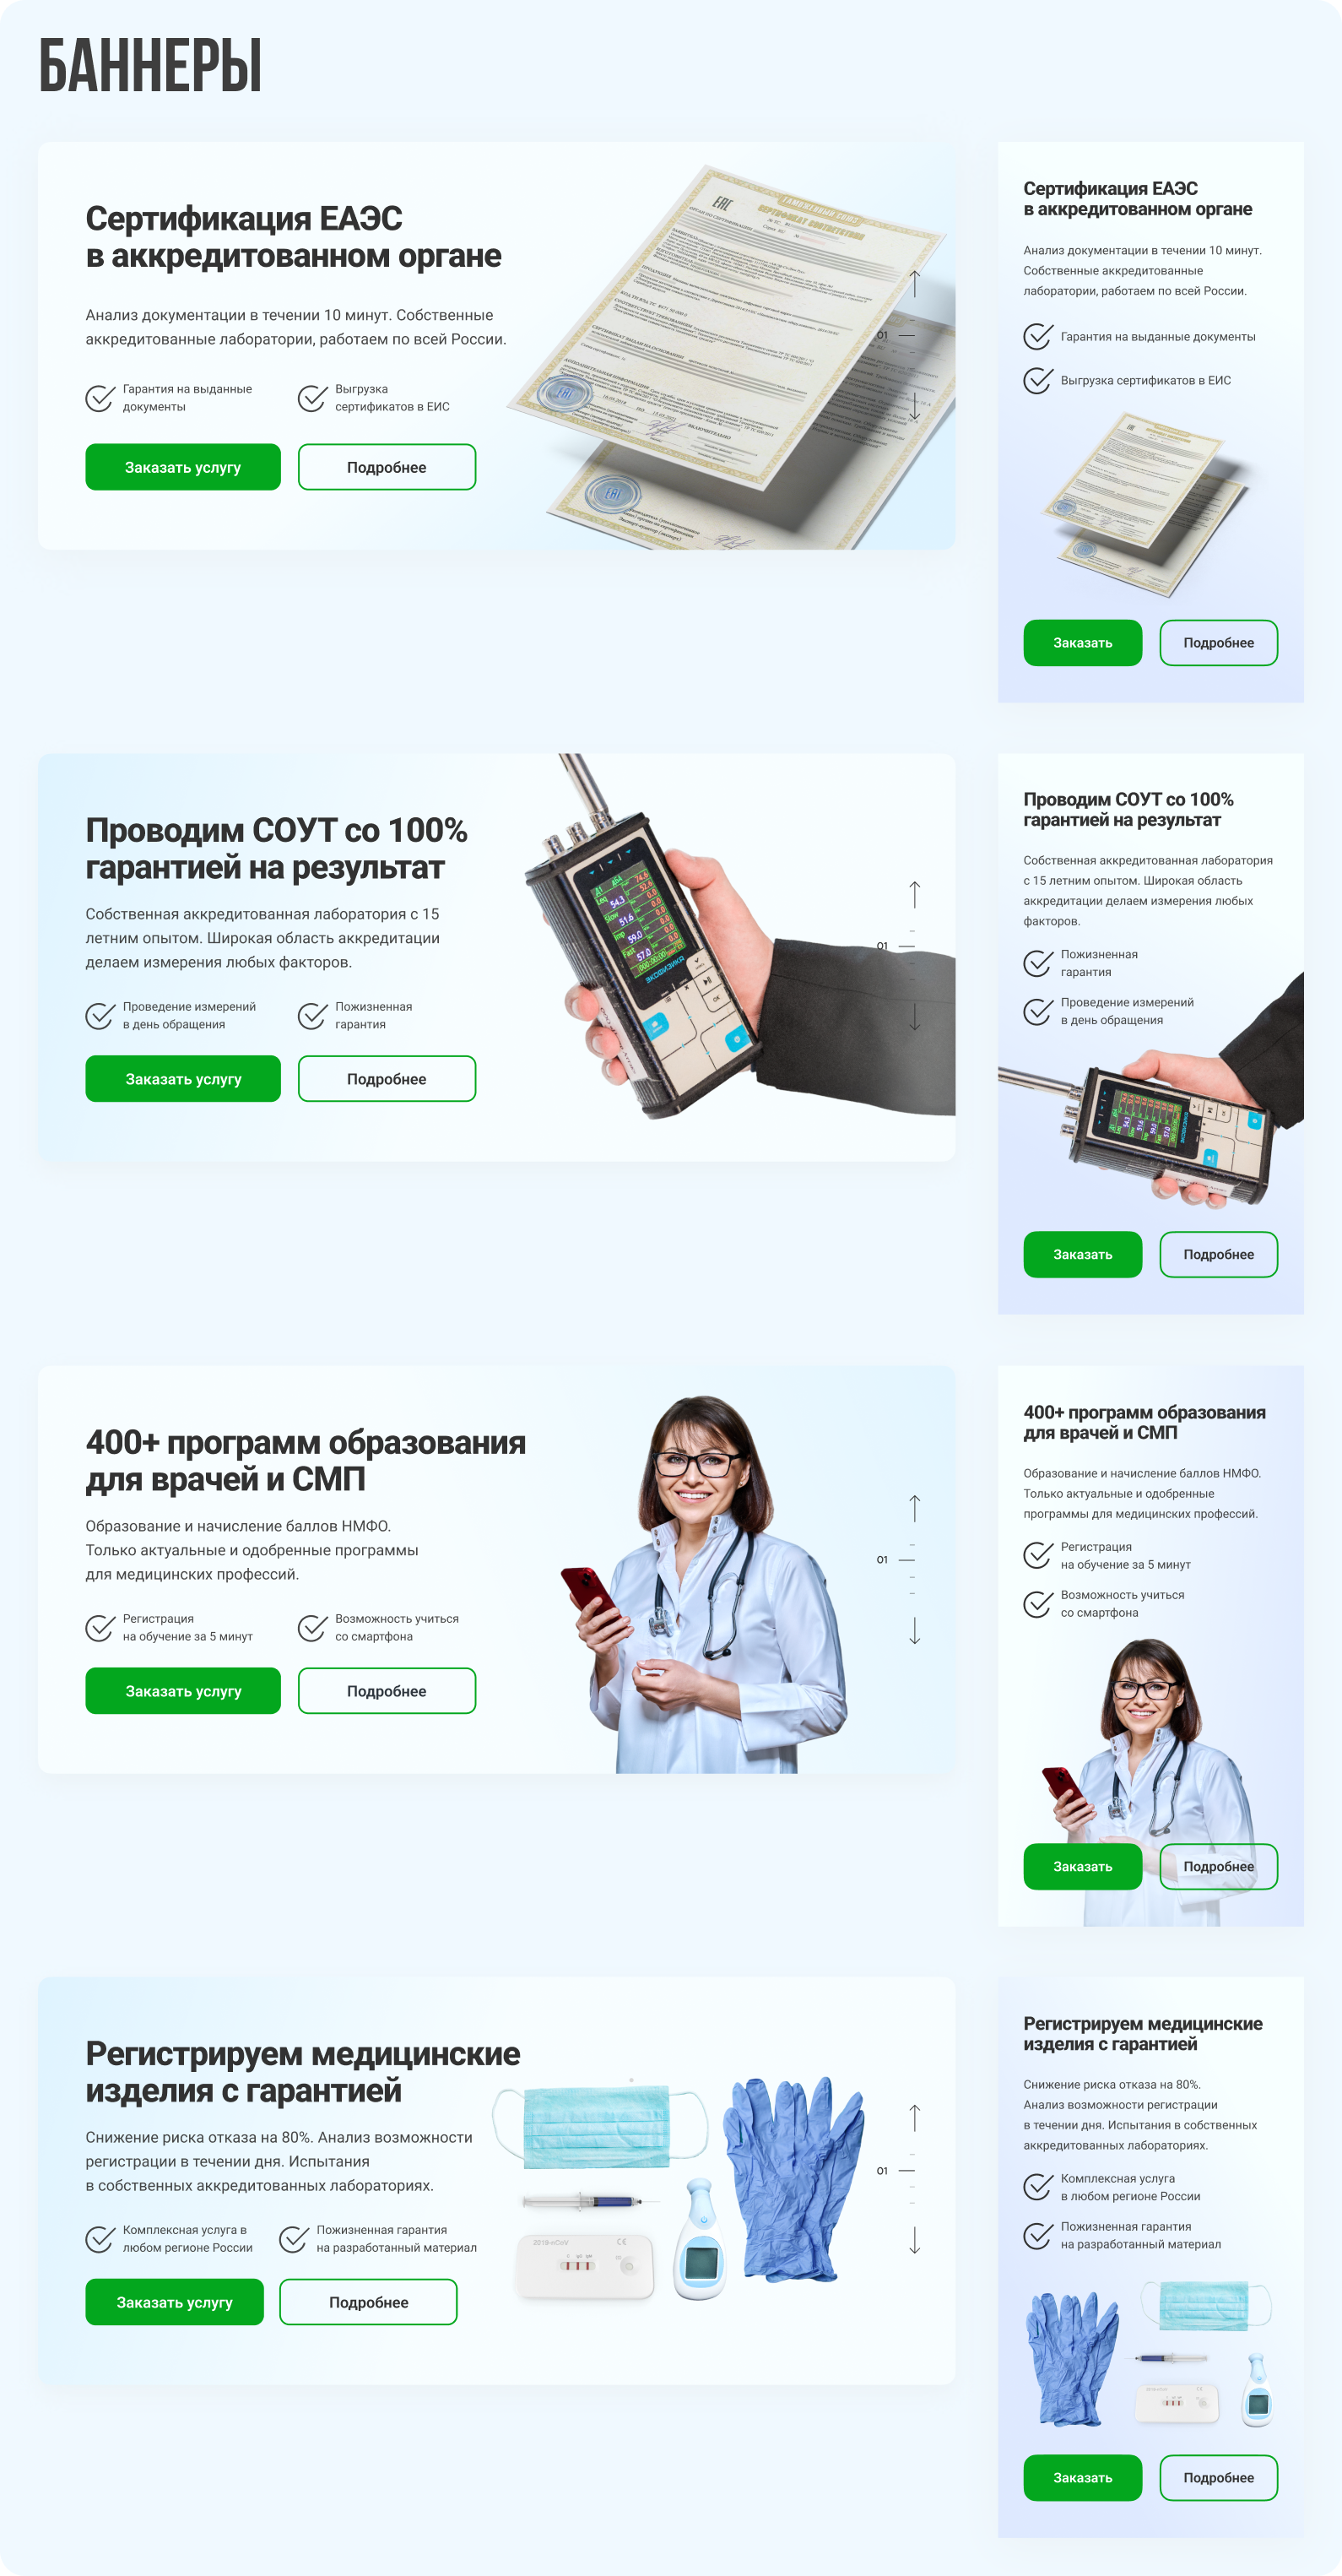 БАННЕРЫ
Сертификация ЕАЭС
в аккредитованном органе
Анализ документации в течении 10 минут. Собственные
аккредитованные лаборатории, работаем по всей России.
Гарантия на выданные
документы
Выгрузка
сертификатов в ЕИС
Заказать услугу
Подробнее
ТАМОЖЕННЫЙ СОЮЗ
СЕРТИФИКАТ СООТВЕТСТВИЯ
EAC
01
Сертификация ЕАЭС
в аккредитованном органе
Анализ документации в течении 10 минут.
Собственные аккредитованные
лаборатории, работаем по всей России.
Гарантия на выданные документы
Выгрузка сертификатов в ЕИС
Заказать
Подробнее
Проводим СОУТ со 100%
гарантией на результат
Собственная аккредитованная лаборатория с 15
летним опытом. Широкая область аккредитации
делаем измерения любых факторов.
Проведение измерений
в день обращения
Пожизненная
гарантия
Заказать услугу
Подробнее
ЭКОФИЗИКА
01
Проводим СОУТ со 100%
гарантией на результат
Собственная аккредитованная лаборатория
с 15 летним опытом. Широкая область
аккредитации делаем измерения любых
факторов.
Пожизненная
гарантия
Проведение измерений
в день обращения
Заказать
Подробнее
400+ программ образования
для врачей и СМП
Образование и начисление баллов НМФО.
Только актуальные и одобренные программы
для медицинских профессий.
Регистрация
на обучение за 5 минут
Возможность учиться
со смартфона
Заказать услугу
Подробнее
01
400+ программ образования
для врачей и СМП
Образование и начисление баллов НМФО.
Только актуальные и одобренные
программы для медицинских профессий.
Регистрация
на обучение за 5 минут
Возможность учиться
со смартфона
Заказать
Подробнее
Регистрируем медицинские
изделия с гарантией
Снижение риска отказа на 80%. Анализ возможности
регистрации в течении дня. Испытания
в собственных аккредитованных лабораториях.
Комплексная услуга в
любом регионе России
Пожизненная гарантия
на разработанный материал
Заказать услугу
Подробнее
2019-nCoV
CE
01
Регистрируем медицинские
изделия с гарантией
Снижение риска отказа на 80%.
Анализ возможности регистрации
в течении дня. Испытания в собственных
аккредитованных лабораториях.
Комплексная услуга
в любом регионе России
Пожизненная гарантия
на разработанный материал
Заказать
Подробнее